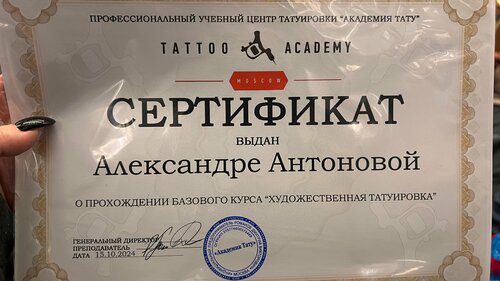 ПРОФЕССИОНАЛЬНЫЙ УЧЕБНЫЙ ЦЕНТР ТАТУИРОВКИ "АКАДЕМИЯ ТАТУ"
TATTOO ACADEMY
MOSCOW
СЕРТИФИКАТ
ВЫДАН
Александре Антоновой
О ПРОХОЖДЕНИИ БАЗОВОГО КУРСА "ХУДОЖЕСТВЕННАЯ ТАТУИРОВКА"
ГЕНЕРАЛЬНЫЙ ДИРЕКТОР
ПРЕПОДАВАТЕЛЬ
ДАТА 15.10.2024
«Академия Тату»